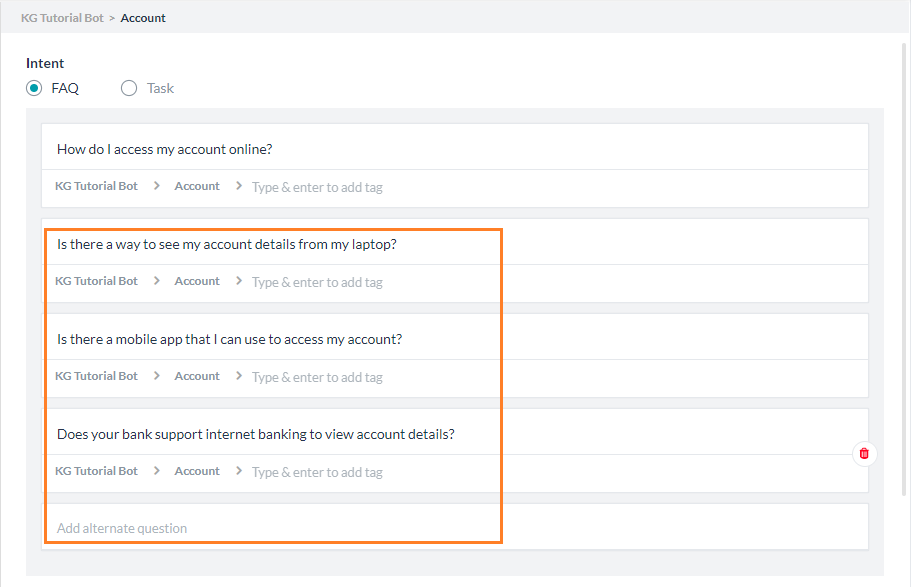 KG Tutorial Bot > Account
Intent
FAQ Task
How do I access my account online?
KG Tutorial Bot > Account > Type & enter to add tag
Is there a way to see my account details from my laptop?
KG Tutorial Bot > Account > Type & enter to add tag
Is there a mobile app that I can use to access my account?
KG Tutorial Bot > Account > Type & enter to add tag
Does your bank support internet banking to view account details?
KG Tutorial Bot > Account > Type & enter to add tag
Add alternate question